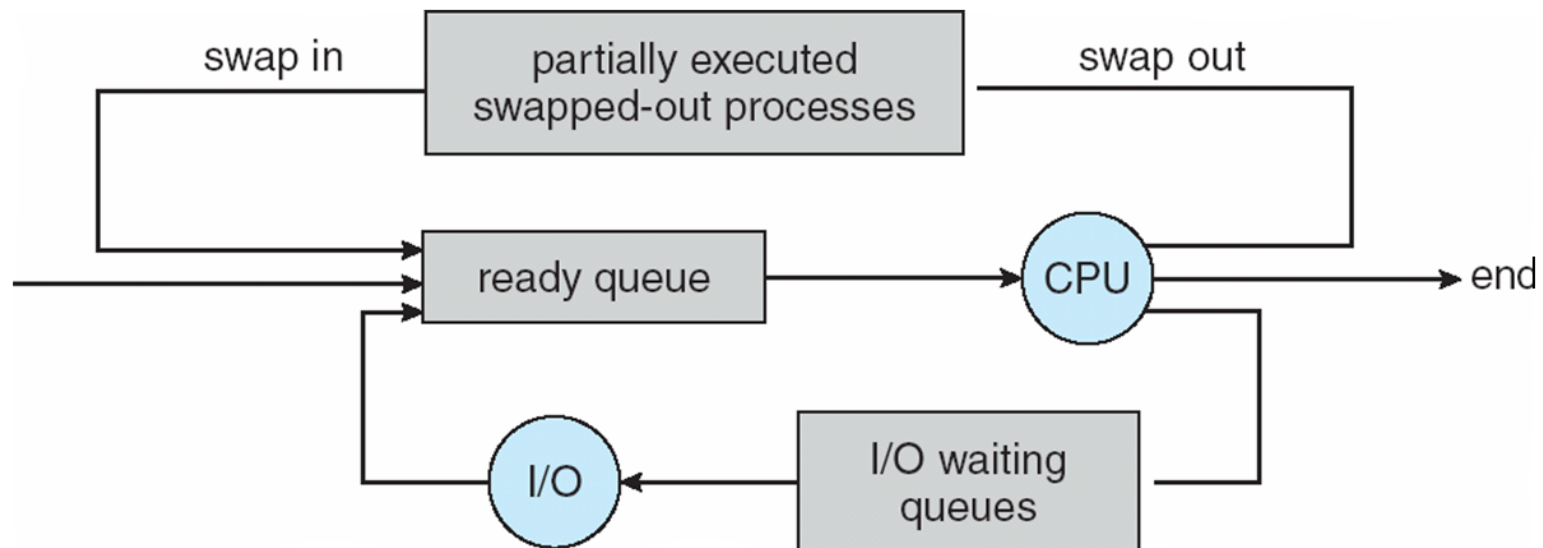 swap in
partially executed
swapped-out processes
swap out
ready queue
CPU
end
I/O
I/O waiting
queues